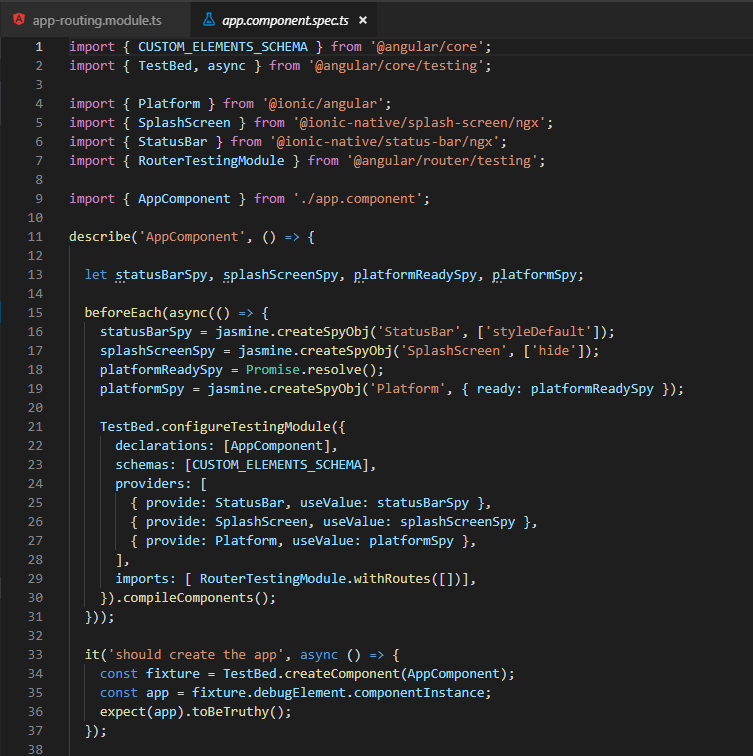 app-routing.module.ts
app.component.spec.ts ×
1 import { CUSTOM_ELEMENTS_SCHEMA } from '@angular/core';
2 import { TestBed, async } from '@angular/core/testing';
3
4 import { Platform } from '@ionic/angular';
5 import { SplashScreen } from '@ionic-native/splash-screen/ngx';
6 import { StatusBar } from '@ionic-native/status-bar/ngx';
7 import { RouterTestingModule } from '@angular/router/testing';
8
9 import { AppComponent } from './app.component';
10
11 describe('AppComponent', () => {
12
13   let statusBarSpy, splashScreenSpy, platformReadySpy, platformSpy;
14
15   beforeEach(async(() => {
16     statusBarSpy = jasmine.createSpyObj('StatusBar', ['styleDefault']);
17     splashScreenSpy = jasmine.createSpyObj('SplashScreen', ['hide']);
18     platformReadySpy = Promise.resolve();
19     platformSpy = jasmine.createSpyObj('Platform', { ready: platformReadySpy });
20
21     TestBed.configureTestingModule({
22       declarations: [AppComponent],
23       schemas: [CUSTOM_ELEMENTS_SCHEMA],
24       providers: [
25         { provide: StatusBar, useValue: statusBarSpy },
26         { provide: SplashScreen, useValue: splashScreenSpy },
27         { provide: Platform, useValue: platformSpy },
28       ],
29       imports: [ RouterTestingModule.withRoutes([])],
30     }).compileComponents();
31   }));
32
33   it('should create the app', async () => {
34     const fixture = TestBed.createComponent(AppComponent);
35     const app = fixture.debugElement.componentInstance;
36     expect(app).toBeTruthy();
37   });
38